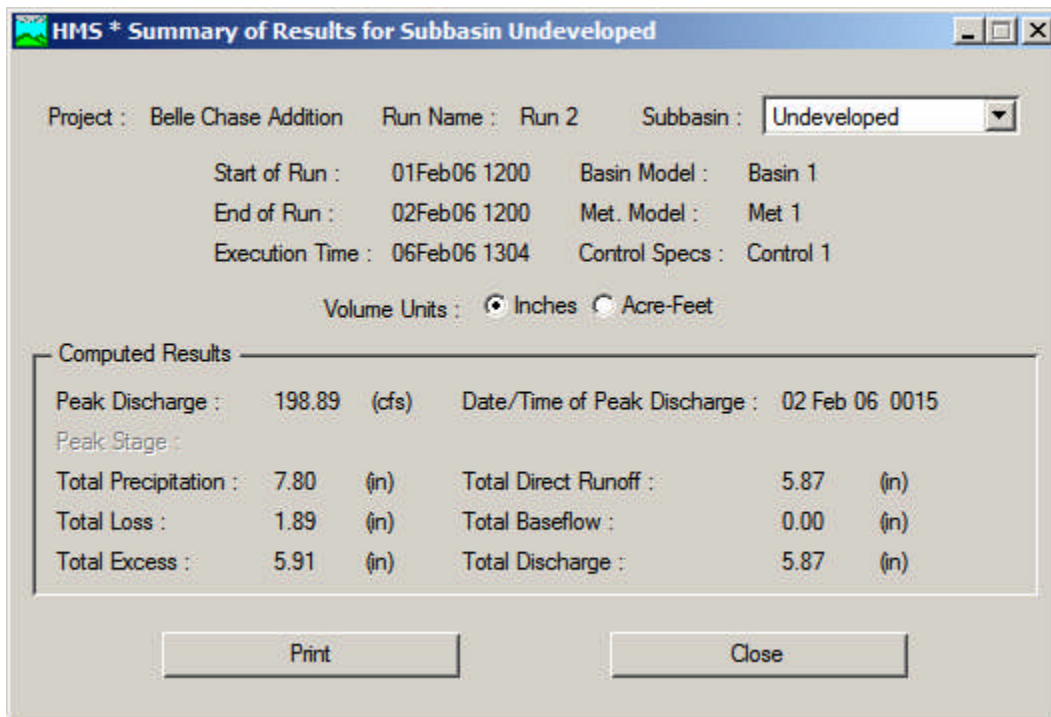 HMS * Summary of Results for Subbasin Undeveloped
Project : Belle Chase Addition Run Name : Run 2 Subbasin : Undeveloped
Start of Run : 01Feb06 1200 Basin Model : Basin 1
End of Run : 02Feb06 1200 Met. Model : Met 1
Execution Time : 06Feb06 1304 Control Specs : Control 1
Volume Units : Inches Acre-Feet
Computed Results
Peak Discharge : 198.89 (cfs) Date/Time of Peak Discharge : 02 Feb 06 0015
Peak Stage :
Total Precipitation : 7.80 (in) Total Direct Runoff : 5.87 (in)
Total Loss : 1.89 (in) Total Baseflow : 0.00 (in)
Total Excess : 5.91 (in) Total Discharge : 5.87 (in)
Print Close